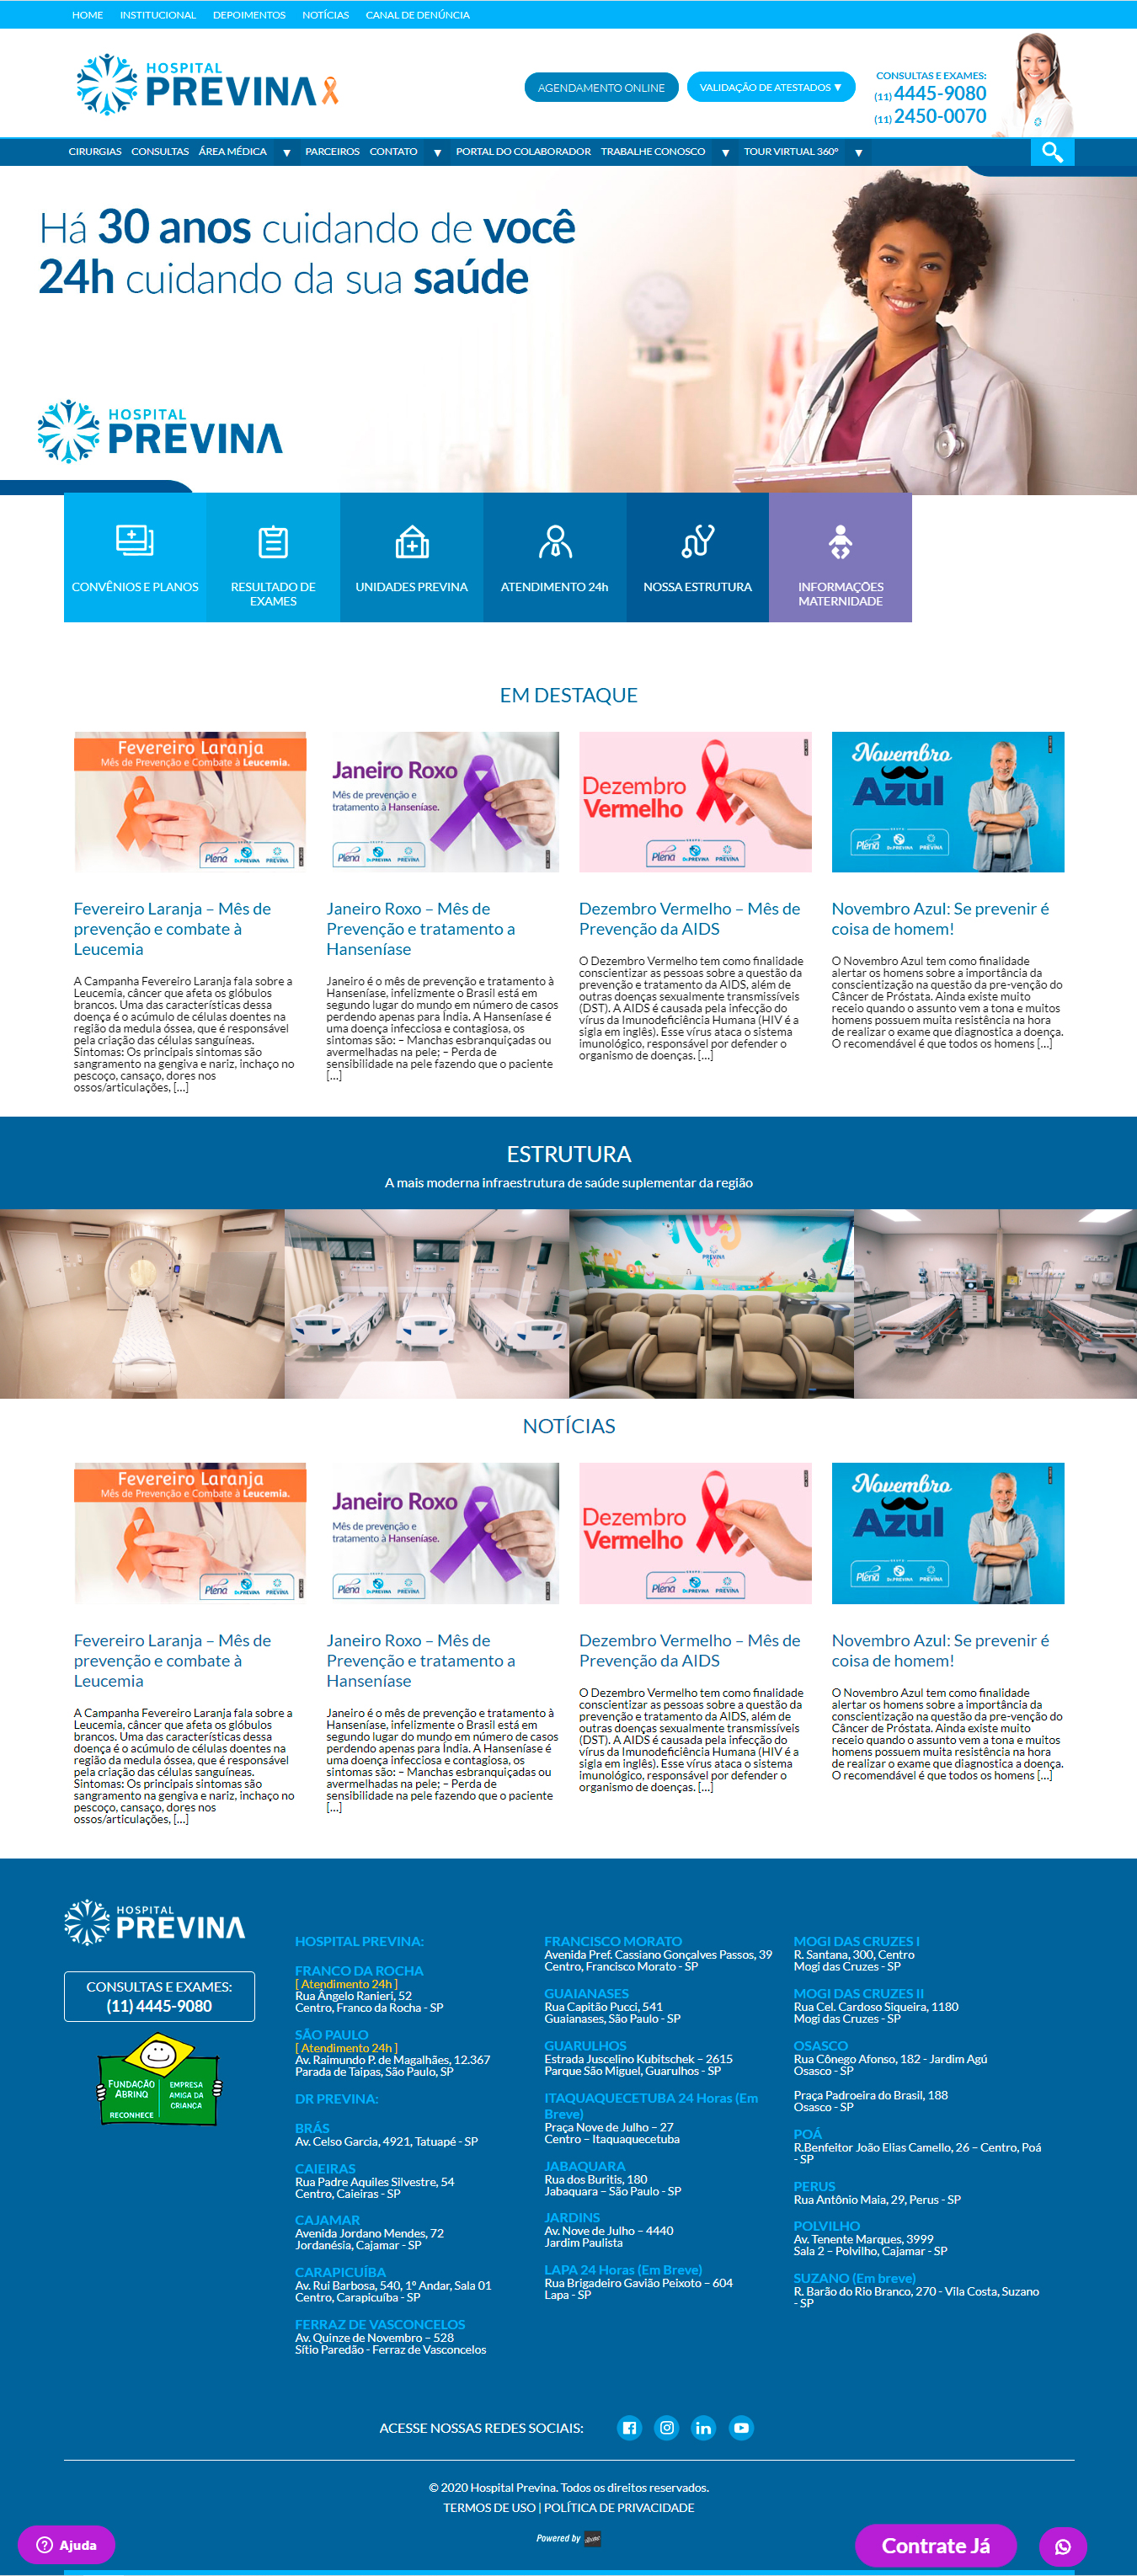 HOME INSTITUCIONAL DEPOIMENTOS NOTÍCIAS CANAL DE DENÚNCIA
HOSPITAL
PREVINA
AGENDAMENTO ONLINE
VALIDAÇÃO DE ATESTADOS ▼
CONSULTAS E EXAMES:
(11) 4445-9080
(11) 2450-0070
CIRURGIAS CONSULTAS ÁREA MÉDICA ▼ PARCEIROS CONTATO ▼ PORTAL DO COLABORADOR TRABALHE CONOSCO ▼ TOUR VIRTUAL 360º ▼
Há 30 anos cuidando de você
24h cuidando da sua saúde
HOSPITAL
PREVINA
CONVÊNIOS E PLANOS
RESULTADO DE
EXAMES
UNIDADES PREVINA
ATENDIMENTO 24h
NOSSA ESTRUTURA
INFORMAÇÕES
MATERNIDADE
EM DESTAQUE
Fevereiro Laranja
Mês de Prevenção e Combate à Leucemia.
Plena Dr.PREVINA PREVINA
Fevereiro Laranja – Mês de
prevenção e combate à
Leucemia
A Campanha Fevereiro Laranja fala sobre a
Leucemia, câncer que afeta os glóbulos
brancos. Uma das características dessa
doença é o acúmulo de células doentes na
região da medula óssea, que é responsável
pela criação das células sanguíneas.
Sintomas: Os principais sintomas são
sangramento na gengiva e nariz, inchaço no
pescoço, cansaço, dores nos
ossos/articulações, [...]
Janeiro Roxo
Mês de prevenção e
tratamento à Hanseníase.
Plena Dr.PREVINA PREVINA
Janeiro Roxo – Mês de
Prevenção e tratamento a
Hanseníase
Janeiro é o mês de prevenção e tratamento à
Hanseníase, infelizmente o Brasil está em
segundo lugar do mundo em número de casos
perdendo apenas para Índia. A Hanseníase é
uma doença infecciosa e contagiosa, os
sintomas são: – Manchas esbranquiçadas ou
avermelhadas na pele; – Perda de
sensibilidade na pele fazendo que o paciente
[...]
Dezembro
Vermelho
Plena Dr.PREVINA PREVINA
Dezembro Vermelho – Mês de
Prevenção da AIDS
O Dezembro Vermelho tem como finalidade
conscientizar as pessoas sobre a questão da
prevenção e tratamento da AIDS, além de
outras doenças sexualmente transmissíveis
(DST). A AIDS é causada pela infecção do
vírus da Imunodeficiência Humana (HIV é a
sigla em inglês). Esse vírus ataca o sistema
imunológico, responsável por defender o
organismo de doenças. [...]
Novembro
Azul
Plena Dr.PREVINA PREVINA
Novembro Azul: Se prevenir é
coisa de homem!
O Novembro Azul tem como finalidade
alertar os homens sobre a importância da
conscientização na questão da pre-venção do
Câncer de Próstata. Ainda existe muito
receio quando o assunto vem a tona e muitos
homens possuem muita resistência na hora
de realizar o exame que diagnostica a doença.
O recomendável é que todos os homens [...]
ESTRUTURA
A mais moderna infraestrutura de saúde suplementar da região
PREVINA
NOTÍCIAS
Fevereiro Laranja
Mês de Prevenção e Combate à Leucemia.
Plena Dr.PREVINA PREVINA
Fevereiro Laranja – Mês de
prevenção e combate à
Leucemia
A Campanha Fevereiro Laranja fala sobre a
Leucemia, câncer que afeta os glóbulos
brancos. Uma das características dessa
doença é o acúmulo de células doentes na
região da medula óssea, que é responsável
pela criação das células sanguíneas.
Sintomas: Os principais sintomas são
sangramento na gengiva e nariz, inchaço no
pescoço, cansaço, dores nos
ossos/articulações, [...]
Janeiro Roxo
Mês de prevenção e
tratamento à Hanseníase.
Plena Dr.PREVINA PREVINA
Janeiro Roxo – Mês de
Prevenção e tratamento a
Hanseníase
Janeiro é o mês de prevenção e tratamento à
Hanseníase, infelizmente o Brasil está em
segundo lugar do mundo em número de casos
perdendo apenas para Índia. A Hanseníase é
uma doença infecciosa e contagiosa, os
sintomas são: – Manchas esbranquiçadas ou
avermelhadas na pele; – Perda de
sensibilidade na pele fazendo que o paciente
[...]
Dezembro
Vermelho
Plena Dr.PREVINA PREVINA
Dezembro Vermelho – Mês de
Prevenção da AIDS
O Dezembro Vermelho tem como finalidade
conscientizar as pessoas sobre a questão da
prevenção e tratamento da AIDS, além de
outras doenças sexualmente transmissíveis
(DST). A AIDS é causada pela infecção do
vírus da Imunodeficiência Humana (HIV é a
sigla em inglês). Esse vírus ataca o sistema
imunológico, responsável por defender o
organismo de doenças. [...]
Novembro
Azul
Plena Dr.PREVINA PREVINA
Novembro Azul: Se prevenir é
coisa de homem!
O Novembro Azul tem como finalidade
alertar os homens sobre a importância da
conscientização na questão da pre-venção do
Câncer de Próstata. Ainda existe muito
receio quando o assunto vem a tona e muitos
homens possuem muita resistência na hora
de realizar o exame que diagnostica a doença.
O recomendável é que todos os homens [...]
HOSPITAL
PREVINA
CONSULTAS E EXAMES:
(11) 4445-9080
FUNDAÇÃO
ABRINQ
RECONHECE
EMPRESA
AMIGA DA
CRIANÇA
HOSPITAL PREVINA:
FRANCO DA ROCHA
[ Atendimento 24h ]
Rua Ângelo Ranieri, 52
Centro, Franco da Rocha - SP
SÃO PAULO
[ Atendimento 24h ]
Av. Raimundo P. de Magalhães, 12.367
Parada de Taipas, São Paulo, SP
DR PREVINA:
BRÁS
Av. Celso Garcia, 4921, Tatuapé - SP
CAIEIRAS
Rua Padre Aquiles Silvestre, 54
Centro, Caieiras - SP
CAJAMAR
Avenida Jordano Mendes, 72
Jordanésia, Cajamar - SP
CARAPICUÍBA
Av. Rui Barbosa, 540, 1º Andar, Sala 01
Centro, Carapicuíba - SP
FERRAZ DE VASCONCELOS
Av. Quinze de Novembro – 528
Sítio Paredão - Ferraz de Vasconcelos
FRANCISCO MORATO
Avenida Pref. Cassiano Gonçalves Passos, 39
Centro, Francisco Morato - SP
GUAIANASES
Rua Capitão Pucci, 541
Guaianases, São Paulo - SP
GUARULHOS
Estrada Juscelino Kubitschek – 2615
Parque São Miguel, Guarulhos - SP
ITAQUAQUECETUBA 24 Horas (Em
Breve)
Praça Nove de Julho – 27
Centro – Itaquaquecetuba
JABAQUARA
Rua dos Buritis, 180
Jabaquara – São Paulo - SP
JARDINS
Av. Nove de Julho – 4440
Jardim Paulista
LAPA 24 Horas (Em Breve)
Rua Brigadeiro Gavião Peixoto – 604
Lapa - SP
MOGI DAS CRUZES I
R. Santana, 300, Centro
Mogi das Cruzes - SP
MOGI DAS CRUZES II
Rua Cel. Cardoso Siqueira, 1180
Mogi das Cruzes - SP
OSASCO
Rua Cônego Afonso, 182 - Jardim Agú
Osasco - SP
Praça Padroeira do Brasil, 188
Osasco - SP
POÁ
R.Benfeitor João Elias Camello, 26 – Centro, Poá
- SP
PERUS
Rua Antônio Maia, 29, Perus - SP
POLVILHO
Av. Tenente Marques, 3999
Sala 2 – Polvilho, Cajamar - SP
SUZANO (Em breve)
R. Barão do Rio Branco, 270 - Vila Costa, Suzano
- SP
ACESSE NOSSAS REDES SOCIAIS:
© 2020 Hospital Previna. Todos os direitos reservados.
TERMOS DE USO | POLÍTICA DE PRIVACIDADE
Powered by
Ajuda
Contrate Já